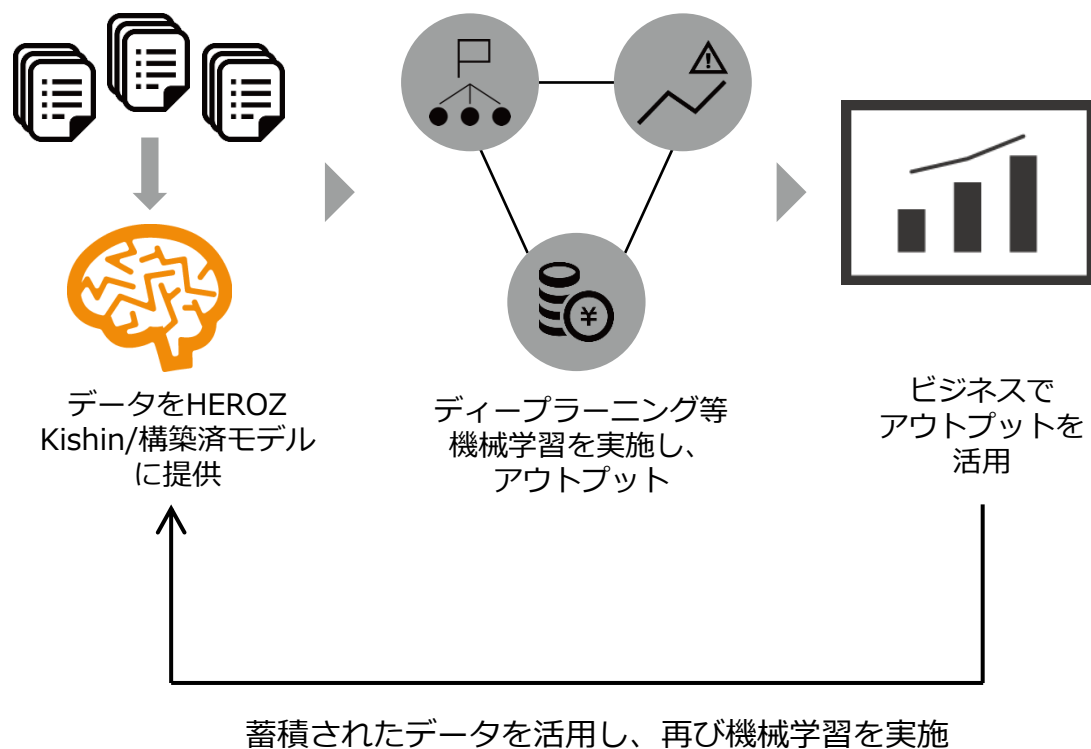 ¥
データをHEROZ
Kishin/構築済モデル
に提供
ディープラーニング等
機械学習を実施し、
アウトプット
ビジネスで
アウトプットを
活用
蓄積されたデータを活用し、再び機械学習を実施